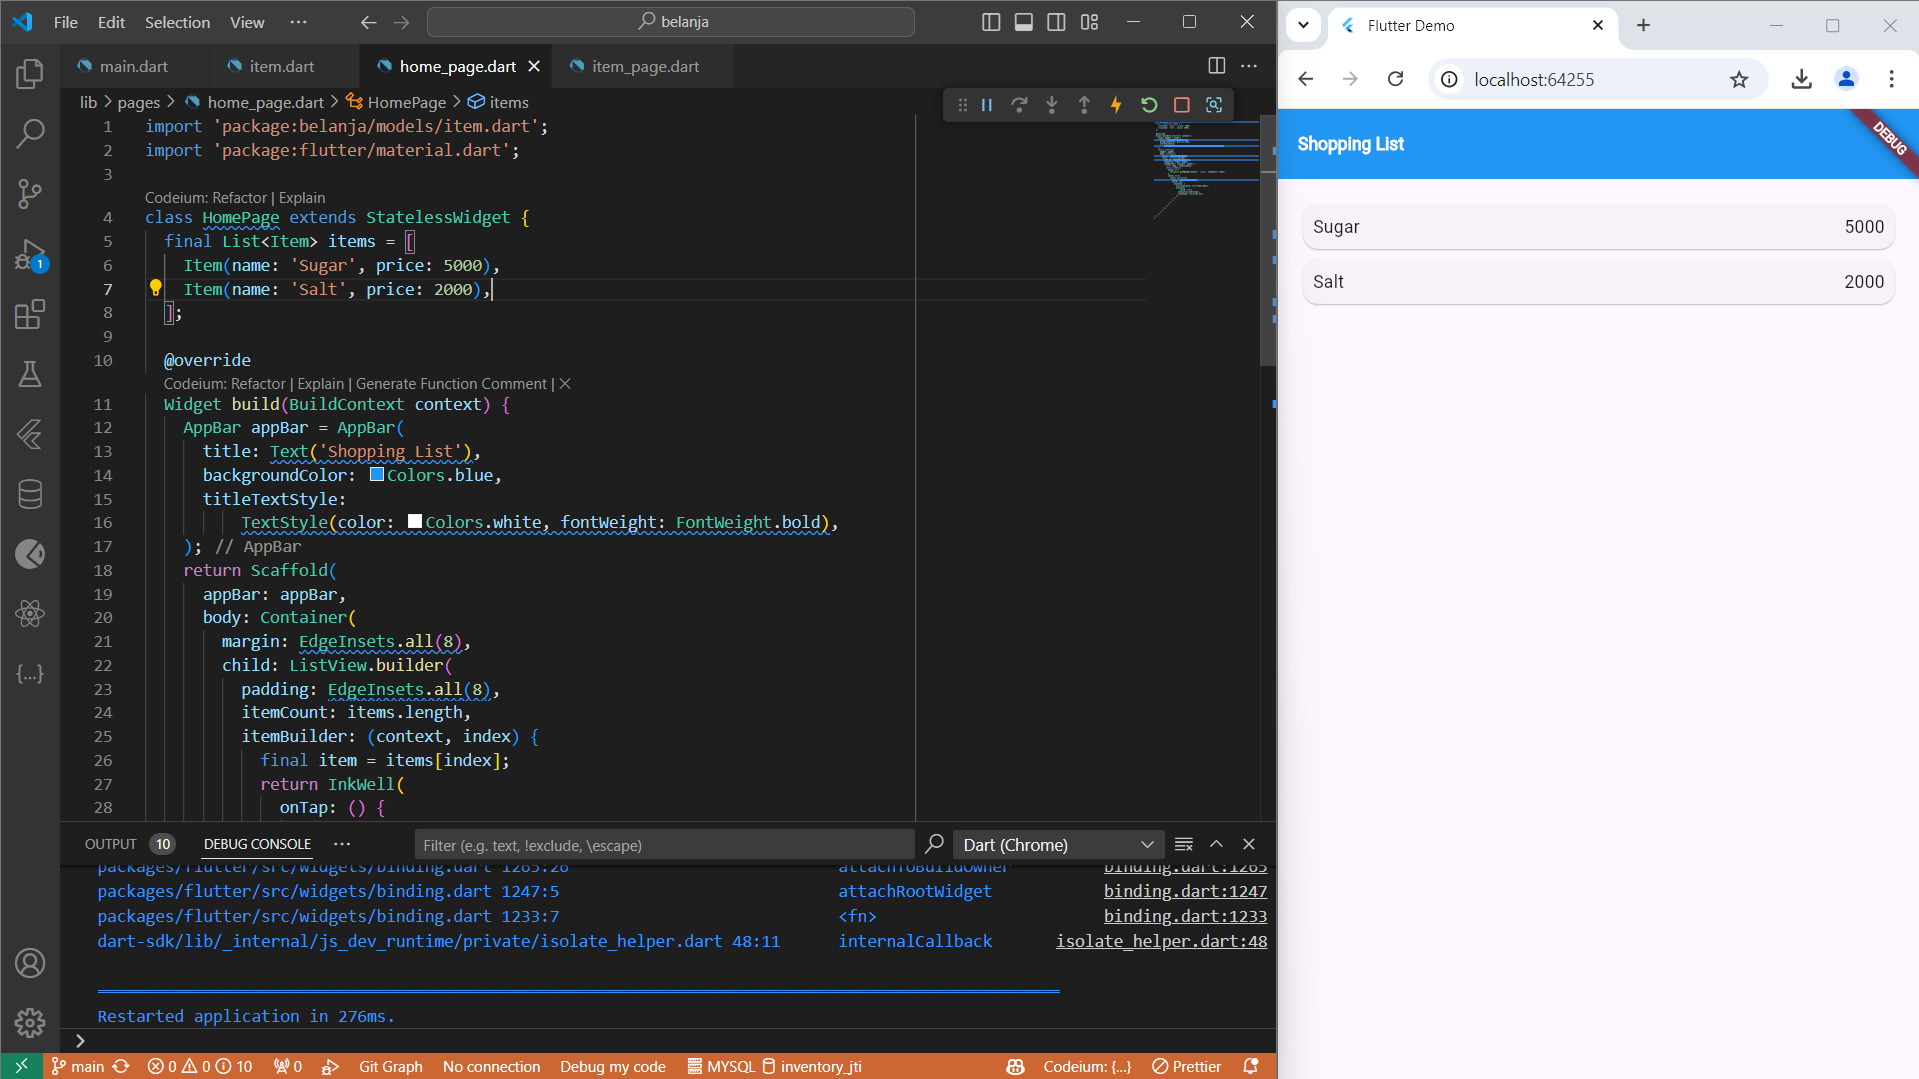 File Edit Selection View ··· belanja
main.dart item.dart home_page.dart item_page.dart
lib > pages > home_page.dart > HomePage > items
1 import 'package:belanja/models/item.dart';
2 import 'package:flutter/material.dart';
3
Codeium: Refactor | Explain
4 class HomePage extends StatelessWidget {
5 final List<Item> items = [
6 Item(name: 'Sugar', price: 5000),
7 Item(name: 'Salt', price: 2000),
8 ];
9
10 @override
Codeium: Refactor | Explain | Generate Function Comment | ×
11 Widget build(BuildContext context) {
12 AppBar appBar = AppBar(
13 title: Text('Shopping List'),
14 backgroundColor: Colors.blue,
15 titleTextStyle:
16 TextStyle(color: Colors.white, fontWeight: FontWeight.bold),
17 ); // AppBar
18 return Scaffold(
19 appBar: appBar,
20 body: Container(
21 margin: EdgeInsets.all(8),
22 child: ListView.builder(
23 padding: EdgeInsets.all(8),
24 itemCount: items.length,
25 itemBuilder: (context, index) {
26 final item = items[index];
27 return InkWell(
28 onTap: () {
OUTPUT 10 DEBUG CONSOLE ··· Filter (e.g. text, !exclude, \escape) Dart (Chrome)
packages/flutter/src/widgets/binding.dart 1265:26 attachToBuildOwner binding.dart:1265
packages/flutter/src/widgets/binding.dart 1247:5 attachRootWidget binding.dart:1247
packages/flutter/src/widgets/binding.dart 1233:7 <fn> binding.dart:1233
dart-sdk/lib/_internal/js_dev_runtime/private/isolate_helper.dart 48:11 internalCallback isolate_helper.dart:48
Restarted application in 276ms.
>
main 0 0 10 0 Git Graph No connection Debug my code MYSQL inventory_jti Codeium: {...} Prettier
1
Flutter Demo
localhost:64255
Shopping List
DEBUG
Sugar 5000
Salt 2000